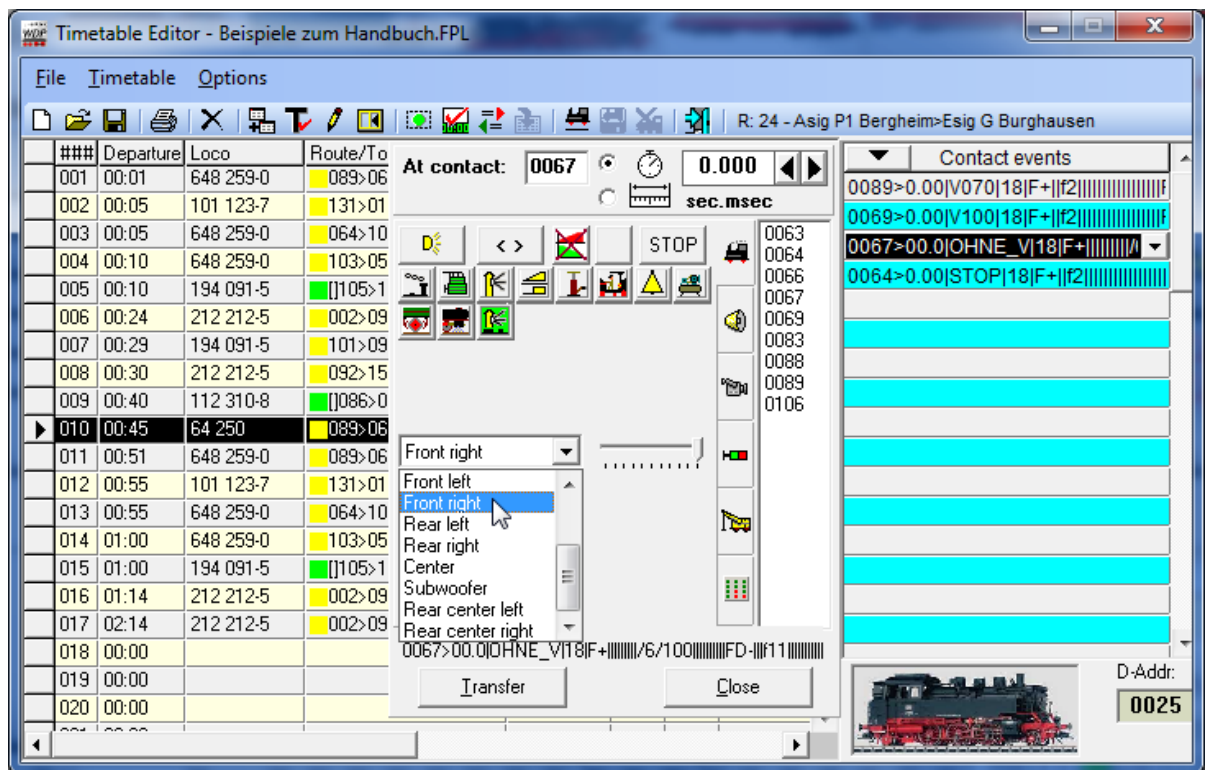 WDP Timetable Editor - Beispiele zum Handbuch.FPL
File Timetable Options
R: 24 - Asig P1 Bergheim>Esig G Burghausen
### Departure Loco Route/To
001 00:01 648 259-0 089>06
002 00:05 101 123-7 131>01
003 00:05 648 259-0 064>10
004 00:10 648 259-0 103>05
005 00:10 194 091-5 []105>1
006 00:24 212 212-5 002>09
007 00:29 194 091-5 101>09
008 00:30 212 212-5 092>15
009 00:40 112 310-8 []086>0
010 00:45 64 250 089>06
011 00:51 648 259-0 089>06
012 00:55 101 123-7 131>01
013 00:55 648 259-0 064>10
014 01:00 648 259-0 103>05
015 01:00 194 091-5 []105>1
016 01:14 212 212-5 002>09
017 02:14 212 212-5 002>09
018 00:00
019 00:00
020 00:00
At contact: 0067 0.000
sec.msec
D < > STOP
0063
0064
0066
0067
0069
0083
0088
0089
0106
Front right
Front left
Front right
Rear left
Rear right
Center
Subwoofer
Rear center left
Rear center right
0067>00.0|OHNE_V|18|F+||||||||/6/100||||||||FD-|||f11||||||||
Transfer Close
Contact events
0089>0.00|V070|18|F+||f2||||||||||||||||F
0069>0.00|V100|18|F+||f2||||||||||||||||F
0067>00.0|OHNE_V|18|F+||||||||/
0064>0.00|STOP|18|F+||f2||||||||||||||||
D-Addr:
0025